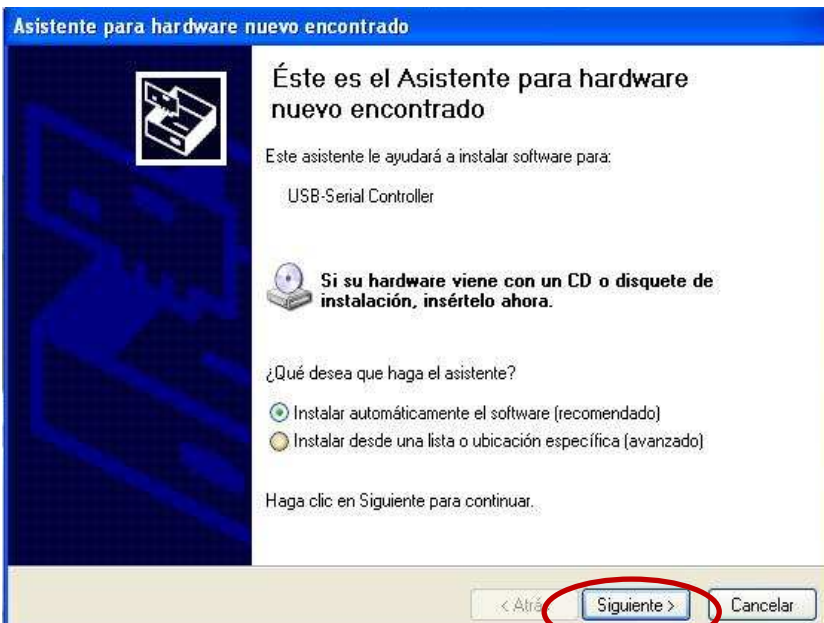 Asistente para hardware nuevo encontrado
Éste es el Asistente para hardware
nuevo encontrado
Este asistente le ayudará a instalar software para:
USB-Serial Controller
Si su hardware viene con un CD o disquete de
instalación, insértelo ahora.
¿Qué desea que haga el asistente?
Instalar automáticamente el software (recomendado)
Instalar desde una lista o ubicación específica (avanzado)
Haga clic en Siguiente para continuar.
< Atrás Siguiente > Cancelar